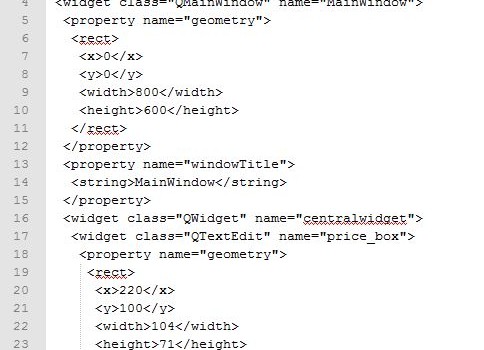 4 <widget class="QMainWindow" name="MainWindow">
5 <property name="geometry">
6 <rect>
7 <x>0</x>
8 <y>0</y>
9 <width>800</width>
10 <height>600</height>
11 </rect>
12 </property>
13 <property name="windowTitle">
14 <string>MainWindow</string>
15 </property>
16 <widget class="QWidget" name="centralwidget">
17 <widget class="QTextEdit" name="price_box">
18 <property name="geometry">
19 <rect>
20 <x>220</x>
21 <y>100</y>
22 <width>104</width>
23 <height>71</height>